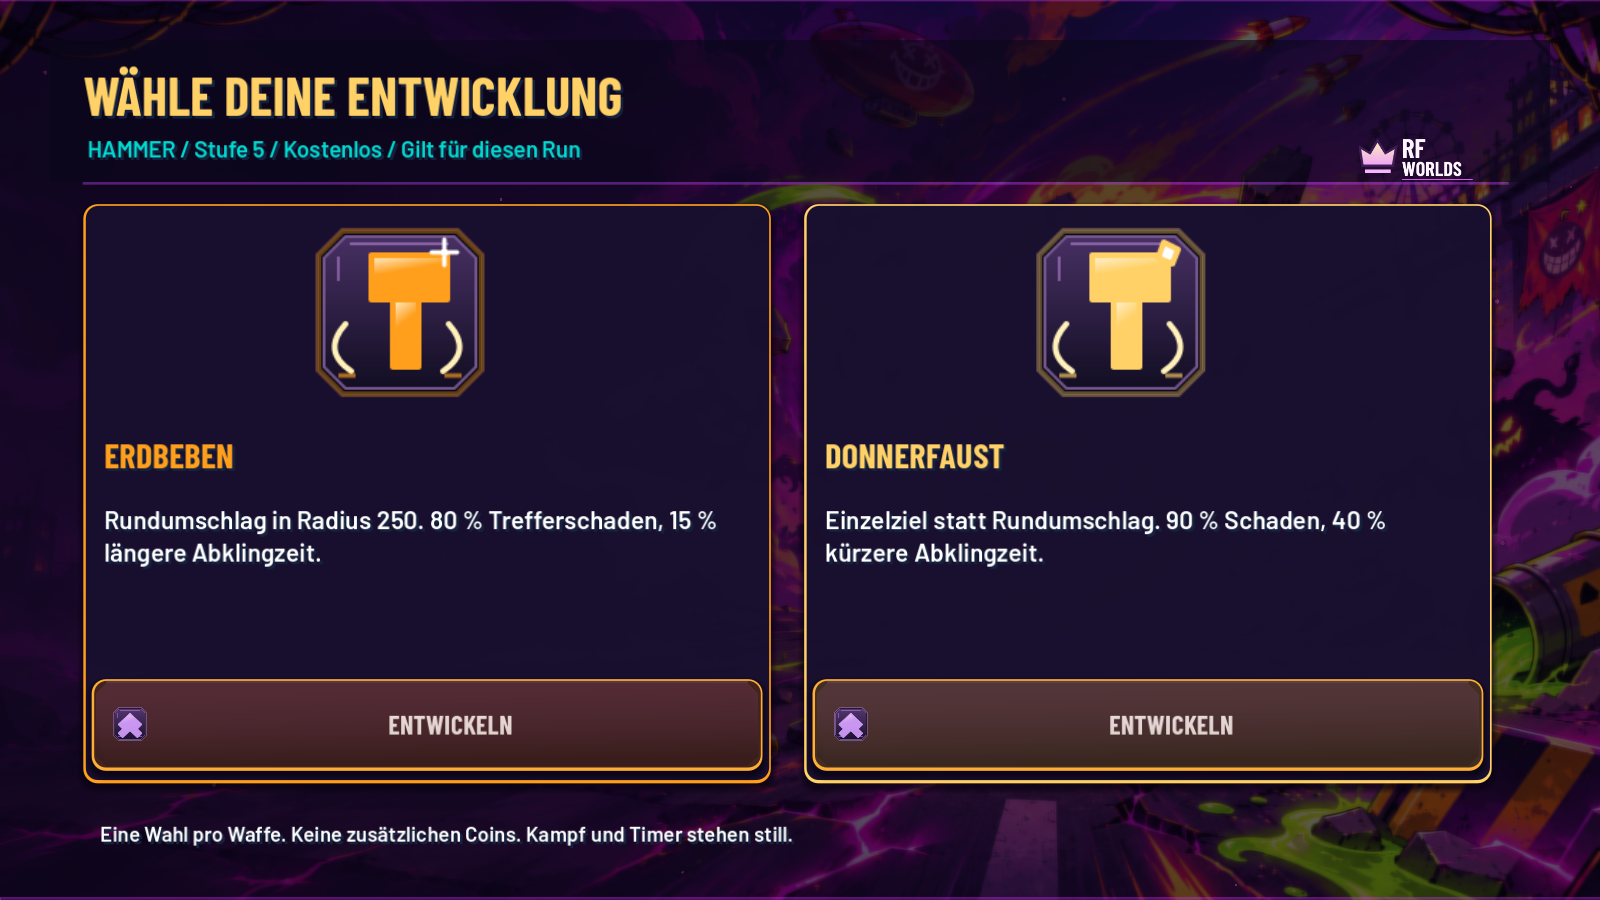 WÄHLE DEINE ENTWICKLUNG
HAMMER / Stufe 5 / Kostenlos / Gilt für diesen Run
RF
WORLDS
ERDBEBEN
Rundumschlag in Radius 250. 80 % Trefferschaden, 15 %
längere Abklingzeit.
ENTWICKELN
DONNERFAUST
Einzelziel statt Rundumschlag. 90 % Schaden, 40 %
kürzere Abklingzeit.
ENTWICKELN
Eine Wahl pro Waffe. Keine zusätzlichen Coins. Kampf und Timer stehen still.